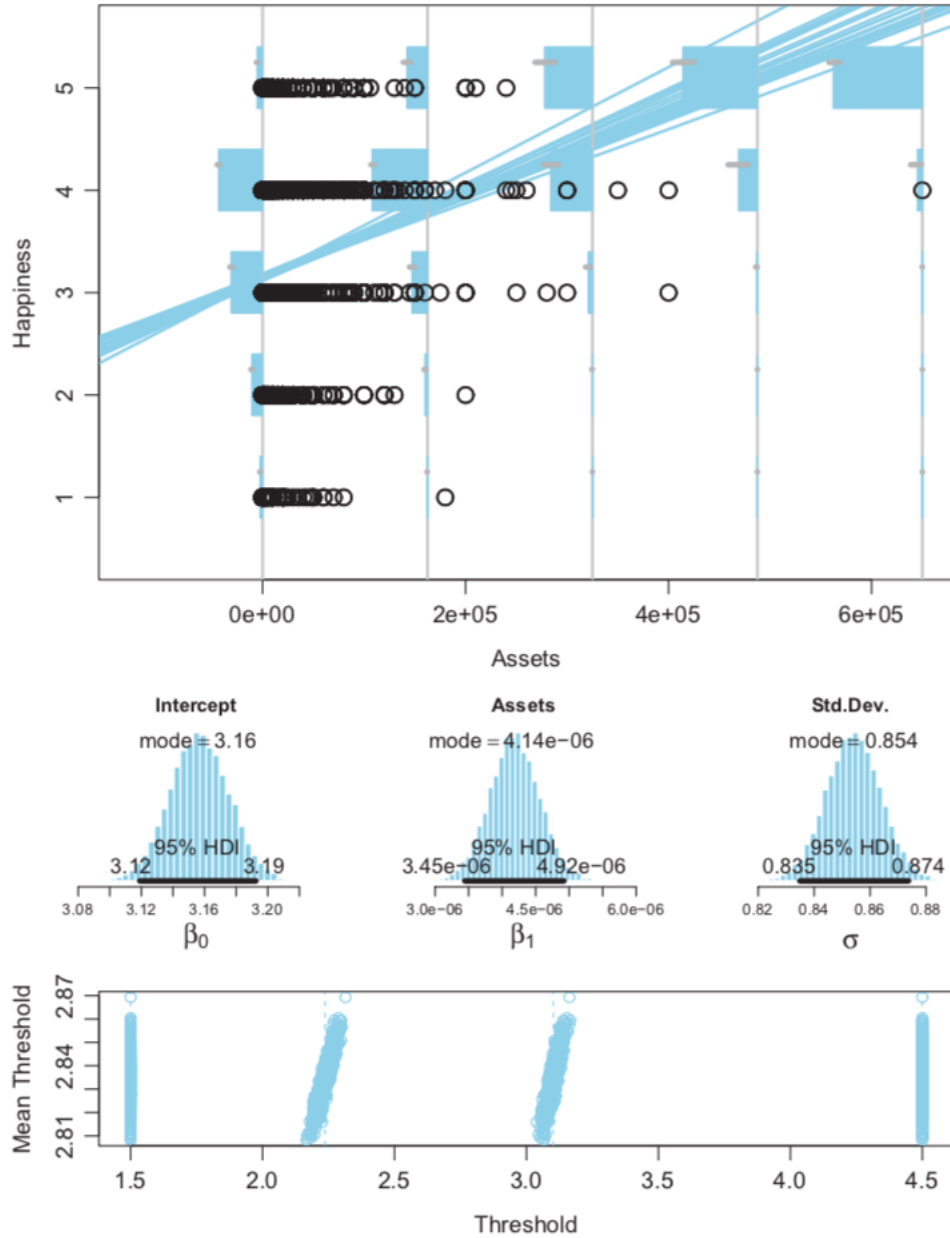 Happiness
5
4
3
2
1
0e+00 2e+05 4e+05 6e+05
Assets
Intercept
mode = 3.16
95% HDI
3.12 3.19
3.08 3.12 3.16 3.20
β0
Assets
mode = 4.14e−06
95% HDI
3.45e−06 4.92e−06
3.0e−06 4.5e−06 6.0e−06
β1
Std.Dev.
mode = 0.854
95% HDI
0.835 0.874
0.82 0.84 0.86 0.88
σ
Mean Threshold
2.87
2.84
2.81
1.5 2.0 2.5 3.0 3.5 4.0 4.5
Threshold